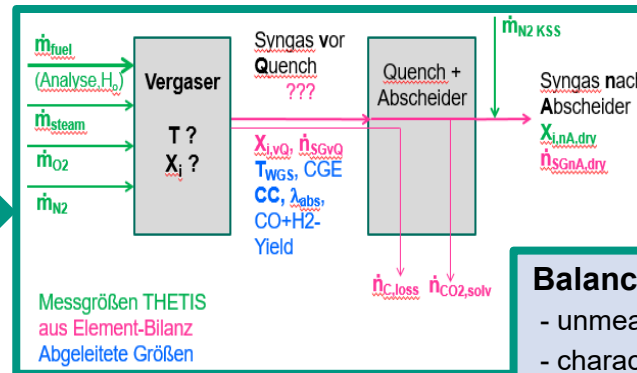 ṁfuel
(Analyse,Ho)
ṁsteam
ṁO2
ṁN2
Vergaser
T ?
Xi ?
Syngas vor
Quench
???
Xi,vQ, ṅSGvQ
TWGS, CGE
CC, λabs,
CO+H2-
Yield
Quench +
Abscheider
ṁN2 KSS
Syngas nach
Abscheider
Xi,nA,dry
ṅSGnA,dry
ṅC,loss
ṅCO2,solv
Messgrößen THETIS
aus Element-Bilanz
Abgeleitete Größen
Balanc
- unmea
- charac